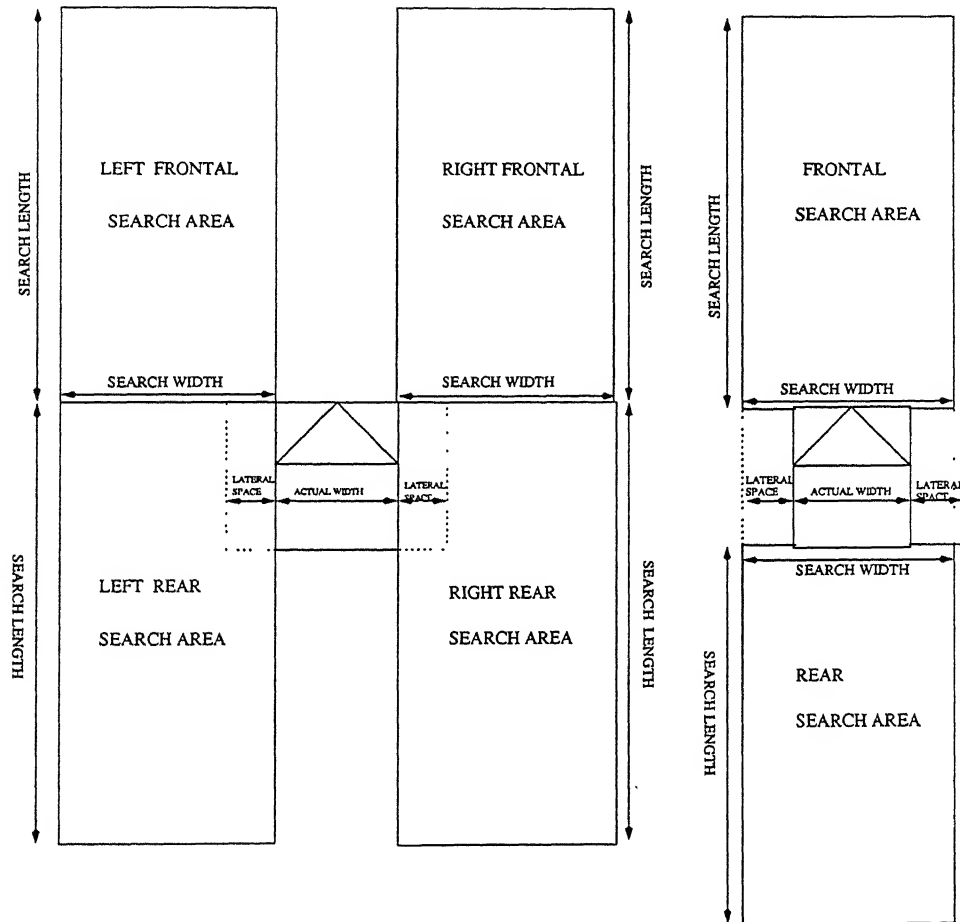 SEARCH LENGTH
LEFT FRONTAL
SEARCH AREA
SEARCH WIDTH
RIGHT FRONTAL
SEARCH AREA
SEARCH WIDTH
SEARCH LENGTH
SEARCH LENGTH
FRONTAL
SEARCH AREA
SEARCH WIDTH
LATERAL
SPACE
ACTUAL WIDTH
LATERAL
SPACE
LATERAL
SPACE
ACTUAL WIDTH
LATERAL
SPACE
SEARCH WIDTH
SEARCH LENGTH
LEFT REAR
SEARCH AREA
RIGHT REAR
SEARCH AREA
SEARCH LENGTH
SEARCH LENGTH
REAR
SEARCH AREA